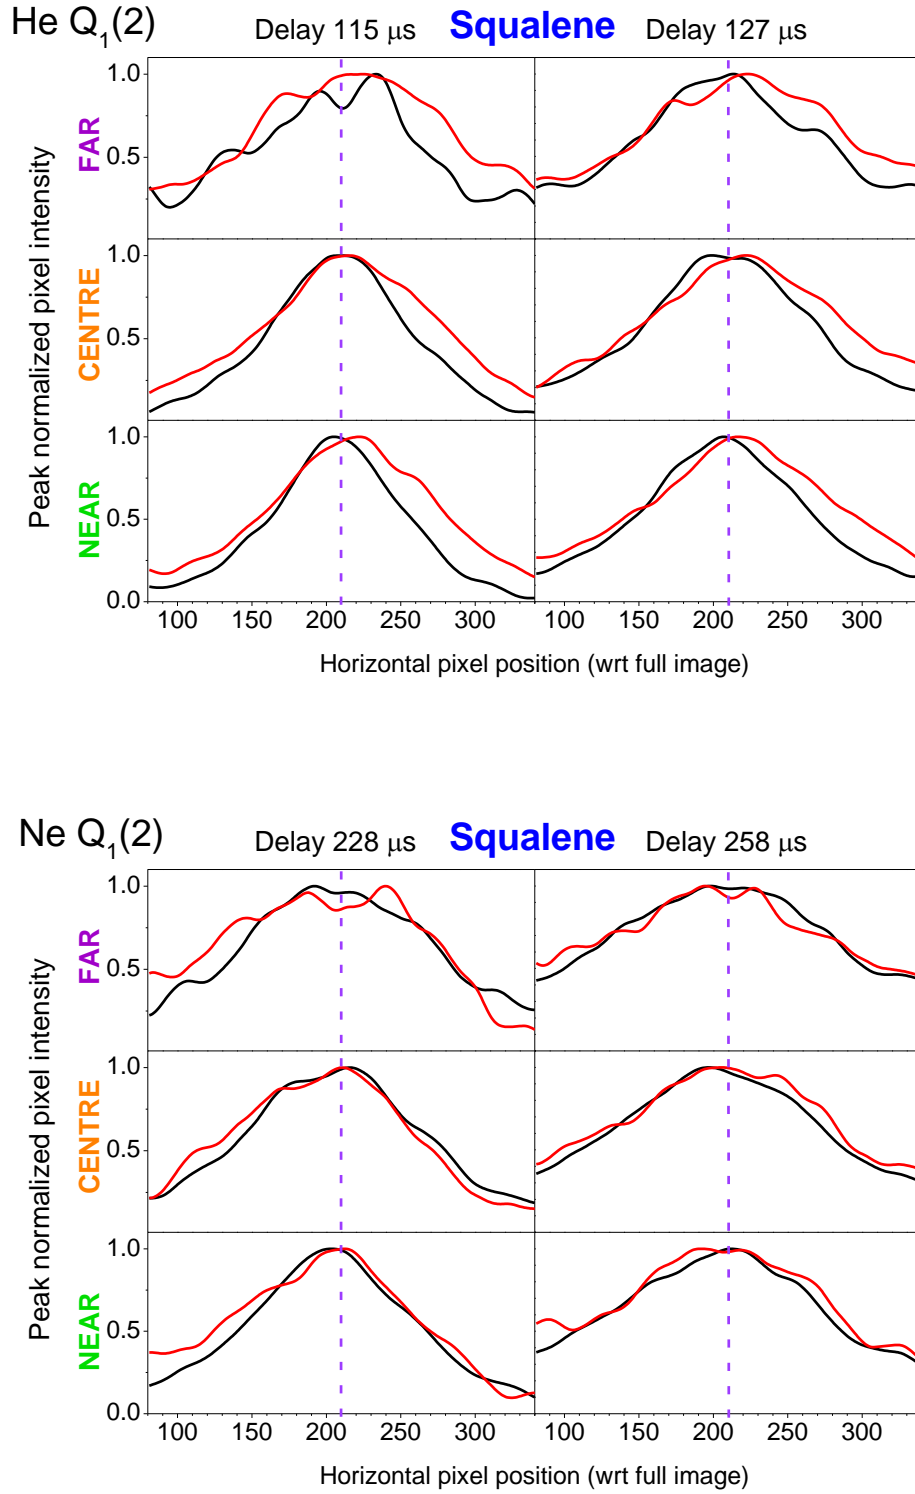 He Q1(2)
Delay 115 μs Squalene Delay 127 μs
Peak normalized pixel intensity
FAR
1.0
0.5
CENTRE
1.0
0.5
NEAR
1.0
0.5
0.0
100 150 200 250 300 100 150 200 250 300
Horizontal pixel position (wrt full image)
Ne Q1(2)
Delay 228 μs Squalene Delay 258 μs
Peak normalized pixel intensity
FAR
1.0
0.5
CENTRE
1.0
0.5
NEAR
1.0
0.5
0.0
100 150 200 250 300 100 150 200 250 300
Horizontal pixel position (wrt full image)